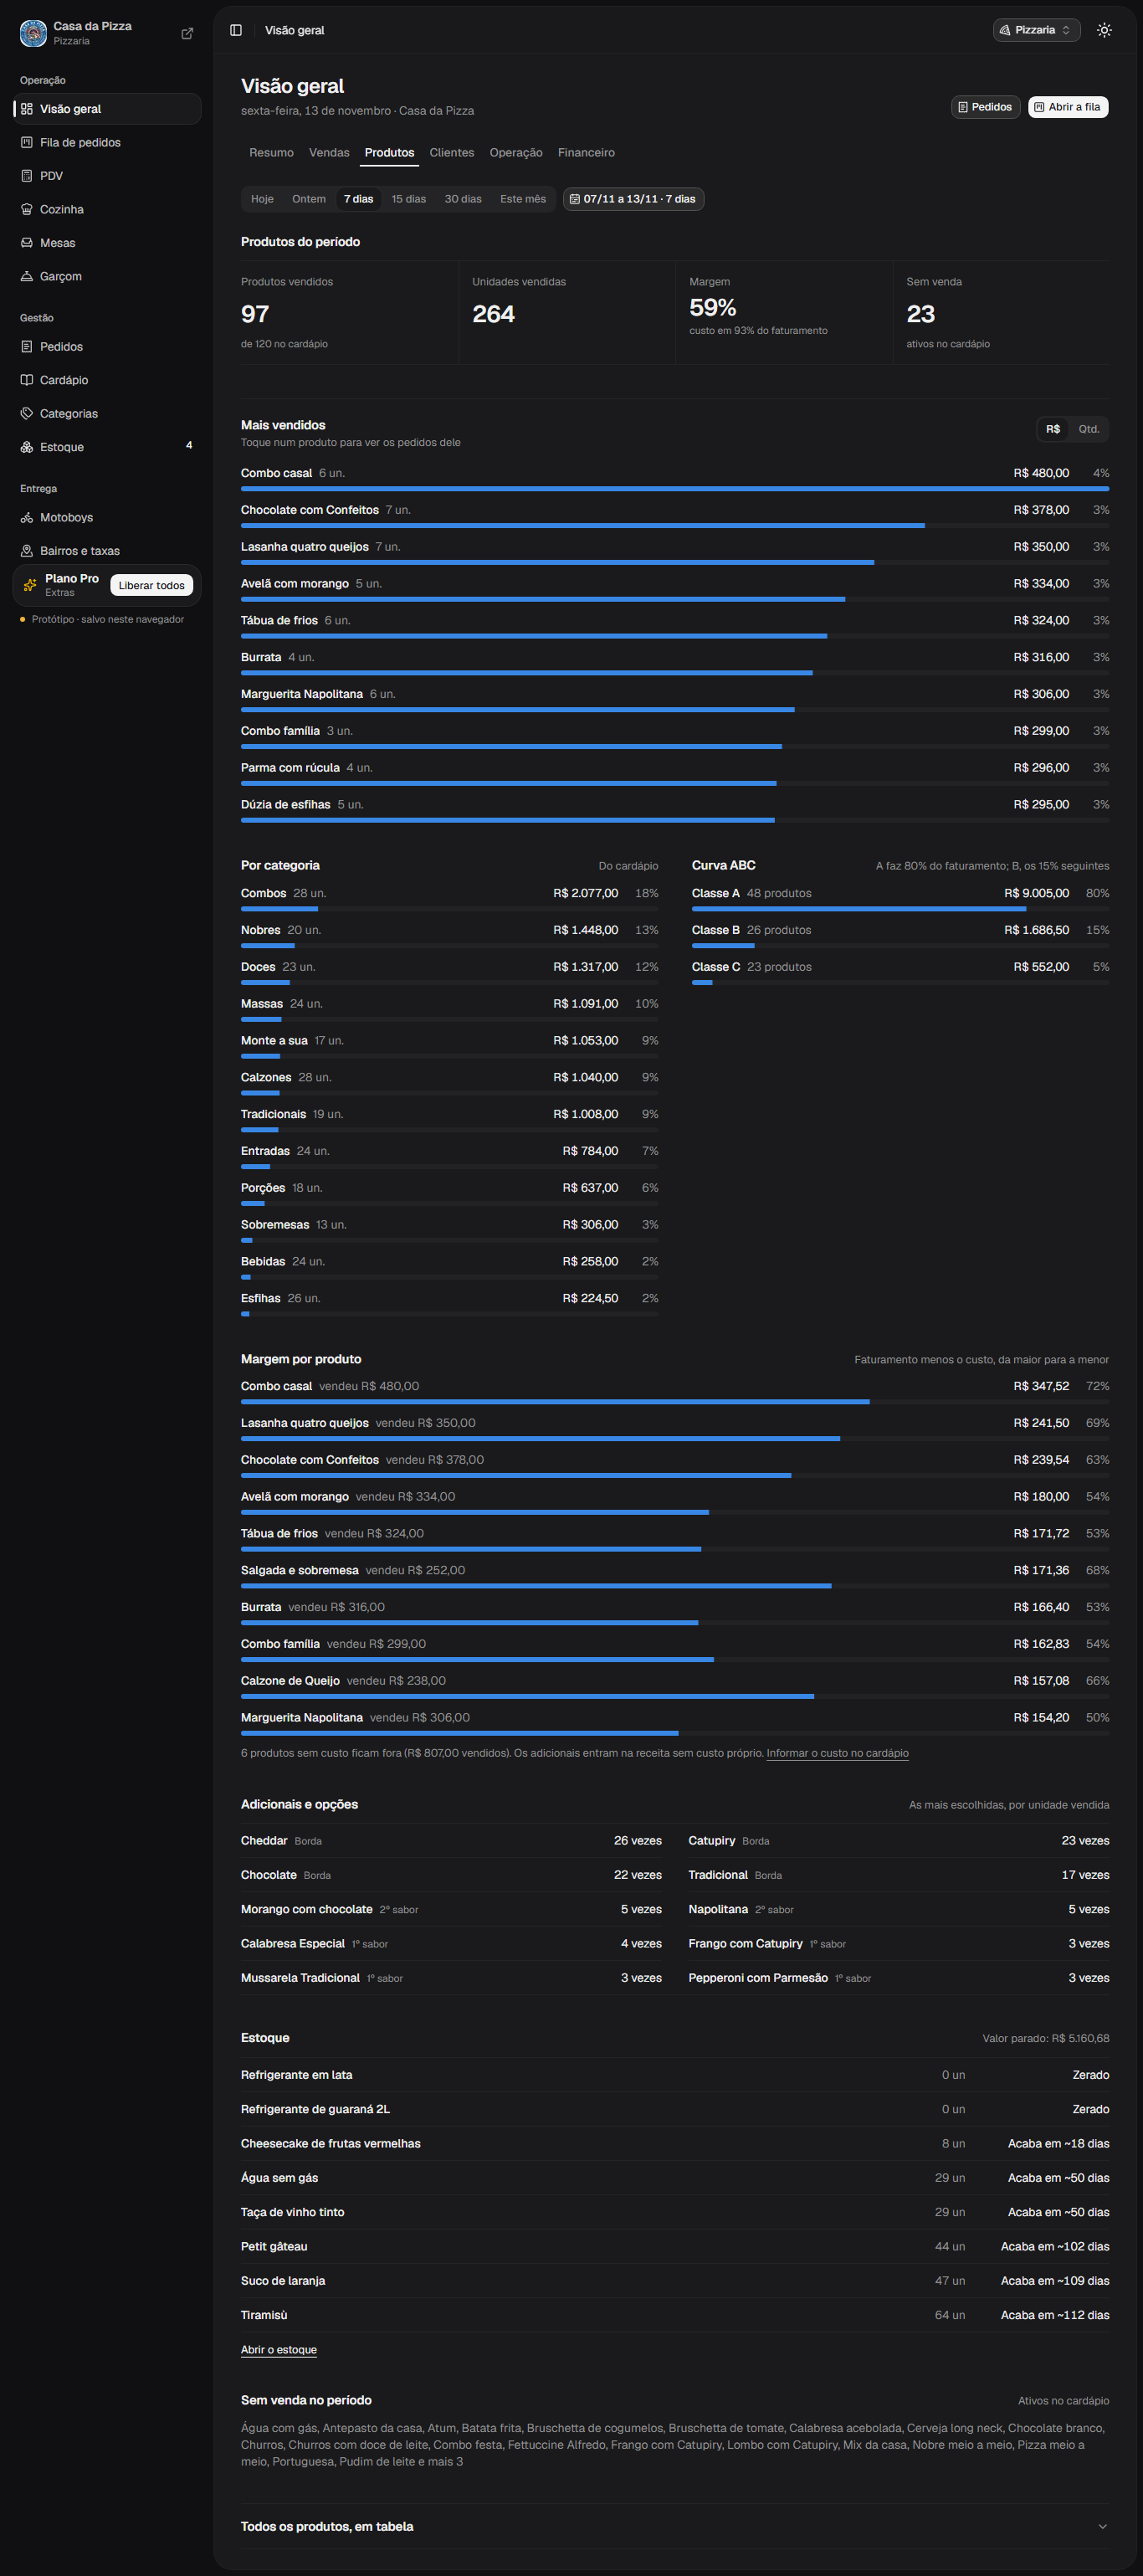 Casa da Pizza
Pizzaria
Operação
Visão geral
Fila de pedidos
PDV
Cozinha
Mesas
Garçom
Gestão
Pedidos
Cardápio
Categorias
Estoque 4
Entrega
Motoboys
Bairros e taxas
Plano Pro
Extras
Liberar todos
Protótipo · salvo neste navegador
Visão geral
Pizzaria
Visão geral
sexta-feira, 13 de novembro · Casa da Pizza
Pedidos Abrir a fila
Resumo Vendas Produtos Clientes Operação Financeiro
Hoje Ontem 7 dias 15 dias 30 dias Este mês 07/11 a 13/11 · 7 dias
Produtos do período
Produtos vendidos
97
de 120 no cardápio
Unidades vendidas
264
Margem
59%
custo em 93% do faturamento
Sem venda
23
ativos no cardápio
Mais vendidos
Toque num produto para ver os pedidos dele
R$ Qtd.
Combo casal 6 un. R$ 480,00 4%
Chocolate com Confeitos 7 un. R$ 378,00 3%
Lasanha quatro queijos 7 un. R$ 350,00 3%
Avelã com morango 5 un. R$ 334,00 3%
Tábua de frios 6 un. R$ 324,00 3%
Burrata 4 un. R$ 316,00 3%
Marguerita Napolitana 6 un. R$ 306,00 3%
Combo família 3 un. R$ 299,00 3%
Parma com rúcula 4 un. R$ 296,00 3%
Dúzia de esfihas 5 un. R$ 295,00 3%
Por categoria Do cardápio
Combos 28 un. R$ 2.077,00 18%
Nobres 20 un. R$ 1.448,00 13%
Doces 23 un. R$ 1.317,00 12%
Massas 24 un. R$ 1.091,00 10%
Monte a sua 17 un. R$ 1.053,00 9%
Calzones 28 un. R$ 1.040,00 9%
Tradicionais 19 un. R$ 1.008,00 9%
Entradas 24 un. R$ 784,00 7%
Porções 18 un. R$ 637,00 6%
Sobremesas 13 un. R$ 306,00 3%
Bebidas 24 un. R$ 258,00 2%
Esfihas 26 un. R$ 224,50 2%
Curva ABC A faz 80% do faturamento; B, os 15% seguintes
Classe A 48 produtos R$ 9.005,00 80%
Classe B 26 produtos R$ 1.686,50 15%
Classe C 23 produtos R$ 552,00 5%
Margem por produto Faturamento menos o custo, da maior para a menor
Combo casal vendeu R$ 480,00 R$ 347,52 72%
Lasanha quatro queijos vendeu R$ 350,00 R$ 241,50 69%
Chocolate com Confeitos vendeu R$ 378,00 R$ 239,54 63%
Avelã com morango vendeu R$ 334,00 R$ 180,00 54%
Tábua de frios vendeu R$ 324,00 R$ 171,72 53%
Salgada e sobremesa vendeu R$ 252,00 R$ 171,36 68%
Burrata vendeu R$ 316,00 R$ 166,40 53%
Combo família vendeu R$ 299,00 R$ 162,83 54%
Calzone de Queijo vendeu R$ 238,00 R$ 157,08 66%
Marguerita Napolitana vendeu R$ 306,00 R$ 154,20 50%
6 produtos sem custo ficam fora (R$ 807,00 vendidos). Os adicionais entram na receita sem custo próprio. Informar o custo no cardápio
Adicionais e opções As mais escolhidas, por unidade vendida
Cheddar Borda 26 vezes Catupiry Borda 23 vezes
Chocolate Borda 22 vezes Tradicional Borda 17 vezes
Morango com chocolate 2º sabor 5 vezes Napolitana 2º sabor 5 vezes
Calabresa Especial 1º sabor 4 vezes Frango com Catupiry 1º sabor 3 vezes
Mussarela Tradicional 1º sabor 3 vezes Pepperoni com Parmesão 1º sabor 3 vezes
Estoque Valor parado: R$ 5.160,68
Refrigerante em lata 0 un Zerado
Refrigerante de guaraná 2L 0 un Zerado
Cheesecake de frutas vermelhas 8 un Acaba em ~18 dias
Água sem gás 29 un Acaba em ~50 dias
Taça de vinho tinto 29 un Acaba em ~50 dias
Petit gâteau 44 un Acaba em ~102 dias
Suco de laranja 47 un Acaba em ~109 dias
Tiramisù 64 un Acaba em ~112 dias
Abrir o estoque
Sem venda no período Ativos no cardápio
Água com gás, Antepasto da casa, Atum, Batata frita, Bruschetta de cogumelos, Bruschetta de tomate, Calabresa acebolada, Cerveja long neck, Chocolate branco,
Churros, Churros com doce de leite, Combo festa, Fettuccine Alfredo, Frango com Catupiry, Lombo com Catupiry, Mix da casa, Nobre meio a meio, Pizza meio a
meio, Portuguesa, Pudim de leite e mais 3
Todos os produtos, em tabela